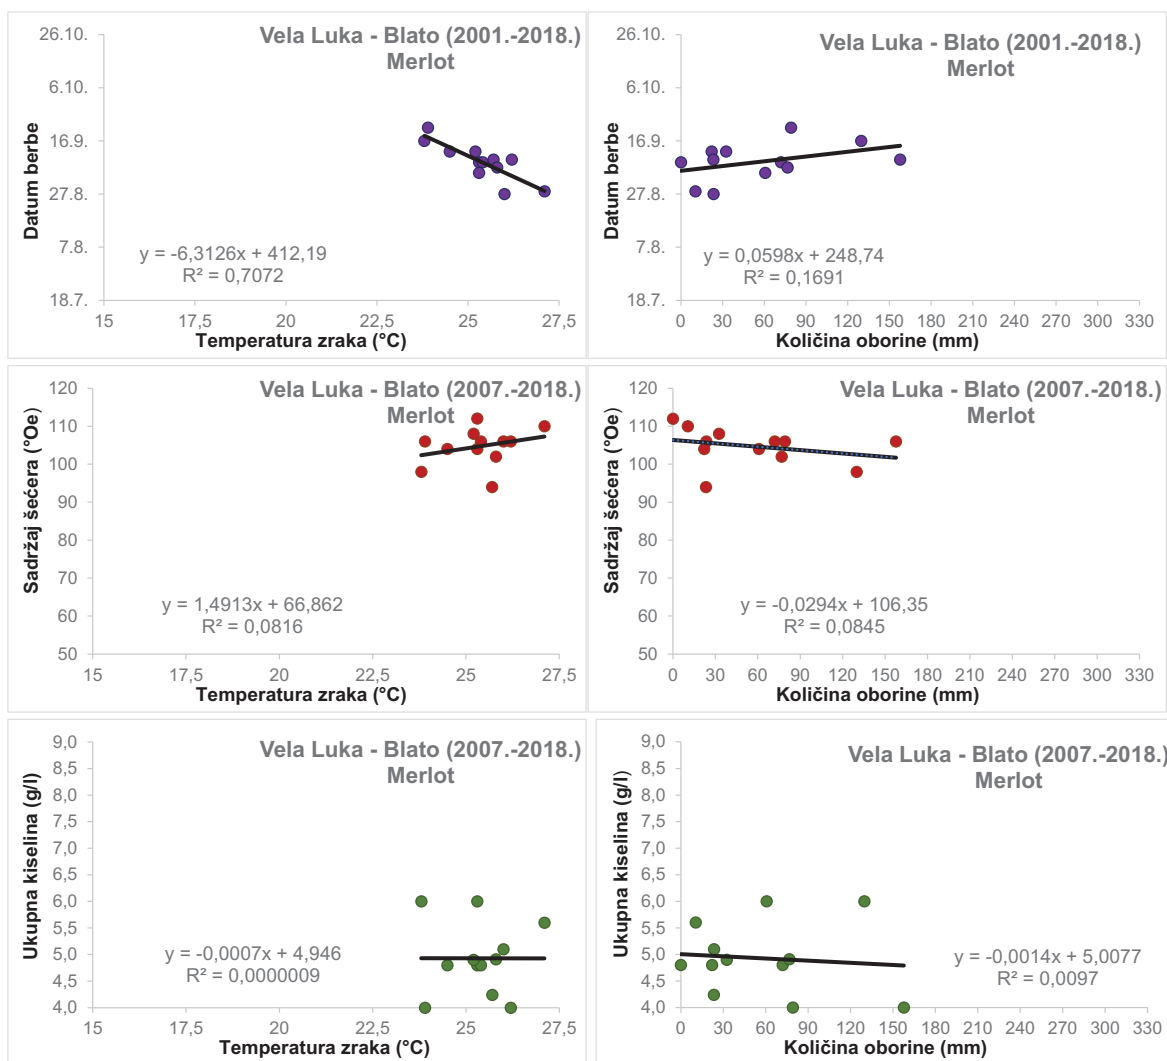 Vela Luka - Blato (2001.-2018.)
Merlot
Datum berbe
26.10.
6.10.
16.9.
27.8.
7.8.
18.7.
y = -6,3126x + 412,19
R² = 0,7072
15 17,5 20 22,5 25 27,5
Temperatura zraka (°C)
Vela Luka - Blato (2001.-2018.)
Merlot
Datum berbe
26.10.
6.10.
16.9.
27.8.
7.8.
18.7.
y = 0,0598x + 248,74
R² = 0,1691
0 30 60 90 120 150 180 210 240 270 300 330
Količina oborine (mm)
Vela Luka - Blato (2007.-2018.)
Merlot
Sadržaj šećera (°Oe)
120
110
100
90
80
70
60
50
y = 1,4913x + 66,862
R² = 0,0816
15 17,5 20 22,5 25 27,5
Temperatura zraka (°C)
Vela Luka - Blato (2007.-2018.)
Merlot
Sadržaj šećera (°Oe)
120
110
100
90
80
70
60
50
y = -0,0294x + 106,35
R² = 0,0845
0 30 60 90 120 150 180 210 240 270 300 330
Količina oborine (mm)
Vela Luka - Blato (2007.-2018.)
Merlot
Ukupna kiselina (g/l)
9,0
8,5
8,0
7,5
7,0
6,5
6,0
5,5
5,0
4,5
4,0
y = -0,0007x + 4,946
R² = 0,0000009
15 17,5 20 22,5 25 27,5
Temperatura zraka (°C)
Vela Luka - Blato (2007.-2018.)
Merlot
Ukupna kiselina (g/l)
9,0
8,5
8,0
7,5
7,0
6,5
6,0
5,5
5,0
4,5
4,0
y = -0,0014x + 5,0077
R² = 0,0097
0 30 60 90 120 150 180 210 240 270 300 330
Količina oborine (mm)